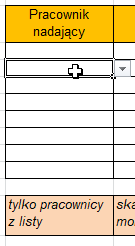 Pracownik
nadający
tylko pracownicy
z listy
ska
mo